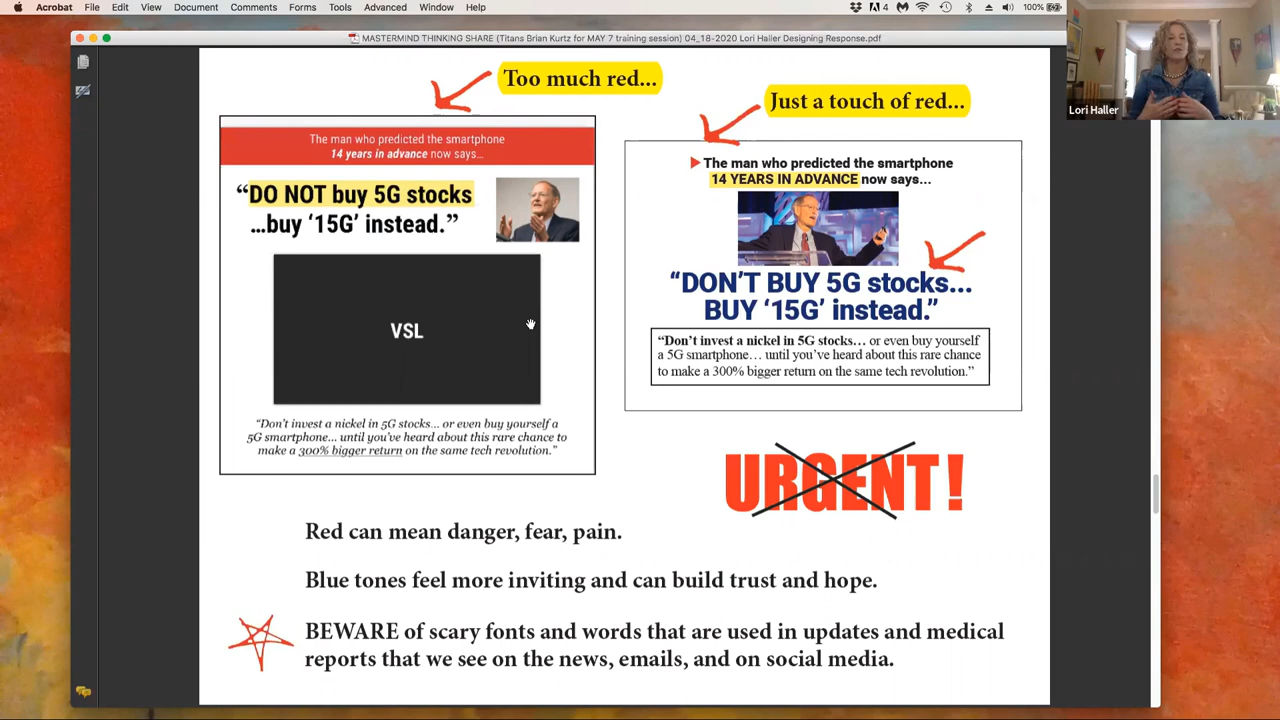 Acrobat File Edit View Document Comments Forms Tools Advanced Window Help
4
100%
MASTERMIND THINKING SHARE (Titans Brian Kurtz for MAY 7 training session) 04_18-2020 Lori Haller Designing Response.pdf
Lori Haller
Too much red...
Just a touch of red...
The man who predicted the smartphone
14 years in advance now says...
“DO NOT buy 5G stocks
...buy ‘15G’ instead.”
VSL
“Don’t invest a nickel in 5G stocks... or even buy yourself a
5G smartphone... until you’ve heard about this rare chance to
make a 300% bigger return on the same tech revolution.”
The man who predicted the smartphone
14 YEARS IN ADVANCE now says...
“DON’T BUY 5G stocks...
BUY ‘15G’ instead.”
“Don’t invest a nickel in 5G stocks... or even buy yourself
a 5G smartphone... until you’ve heard about this rare chance
to make a 300% bigger return on the same tech revolution.”
URGENT!
Red can mean danger, fear, pain.
Blue tones feel more inviting and can build trust and hope.
BEWARE of scary fonts and words that are used in updates and medical
reports that we see on the news, emails, and on social media.